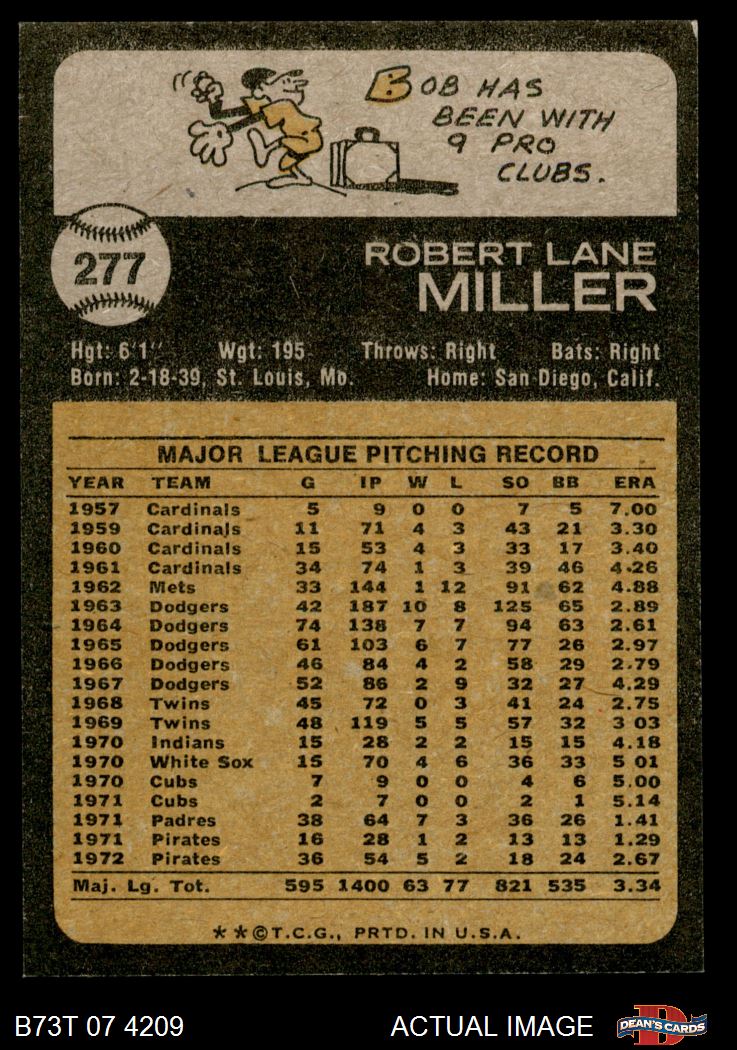 BOB HAS
BEEN WITH
9 PRO
CLUBS.
277
ROBERT LANE
MILLER
Hgt: 6'1" Wgt: 195 Throws: Right Bats: Right
Born: 2-18-39, St. Louis, Mo. Home: San Diego, Calif.
MAJOR LEAGUE PITCHING RECORD
YEAR TEAM G IP W L SO BB ERA
1957 Cardinals 5 9 0 0 7 5 7.00
1959 Cardinals 11 71 4 3 43 21 3.30
1960 Cardinals 15 53 4 3 33 17 3.40
1961 Cardinals 34 74 1 3 39 46 4.26
1962 Mets 33 144 1 12 91 62 4.88
1963 Dodgers 42 187 10 8 125 65 2.89
1964 Dodgers 74 138 7 7 94 63 2.61
1965 Dodgers 61 103 6 7 77 26 2.97
1966 Dodgers 46 84 4 2 58 29 2.79
1967 Dodgers 52 86 2 9 32 27 4.29
1968 Twins 45 72 0 3 41 24 2.75
1969 Twins 48 119 5 5 57 32 3 03
1970 Indians 15 28 2 2 15 15 4.18
1970 White Sox 15 70 4 6 36 33 5 01
1970 Cubs 7 9 0 0 4 6 5.00
1971 Cubs 2 7 0 0 2 1 5.14
1971 Padres 38 64 7 3 36 26 1.41
1971 Pirates 16 28 1 2 13 13 1.29
1972 Pirates 36 54 5 2 18 24 2.67
Maj. Lg. Tot. 595 1400 63 77 821 535 3.34
**©T.C.G., PRTD. IN U.S.A.
B73T 07 4209 ACTUAL IMAGE D DEAN'S CARDS